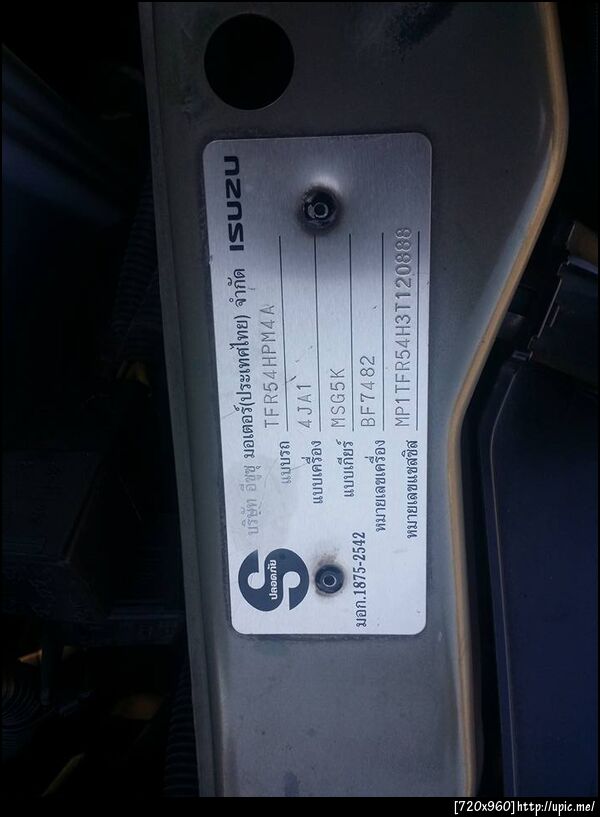 บริษัท อีซูซุ มอเตอร์(ประเทศไทย) จำกัด ISUZU
แบบรถ TFR54HPM4A
แบบเครื่อง 4JA1
แบบเกียร์ MSG5K
หมายเลขเครื่อง BF7482
หมายเลขแชสซิส MP1TFR54H3T120888
S
ปลอดภัย
มอก.1875-2542
[720x960]http://upic.me/